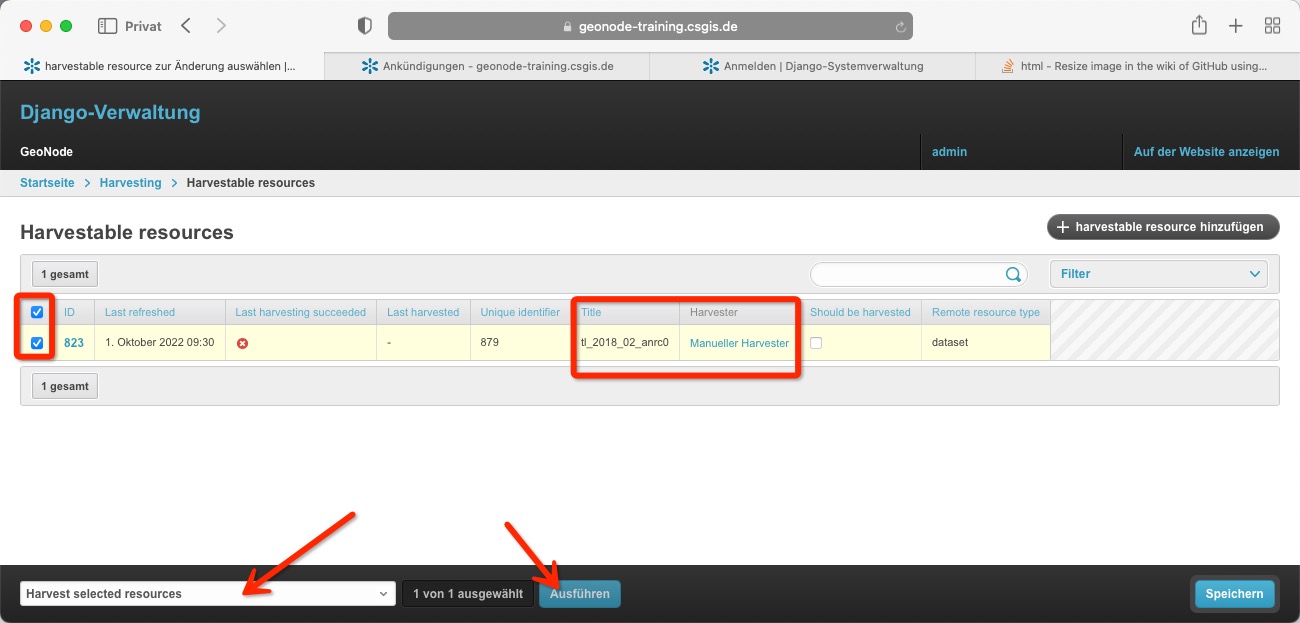 Privat
geonode-training.csgis.de
harvestable resource zur Änderung auswählen |...
Ankündigungen - geonode-training.csgis.de
Anmelden | Django-Systemverwaltung
html - Resize image in the wiki of GitHub using...
Django-Verwaltung
GeoNode
admin
Auf der Website anzeigen
Startseite > Harvesting > Harvestable resources
Harvestable resources
+ harvestable resource hinzufügen
1 gesamt
Filter
ID Last refreshed Last harvesting succeeded Last harvested Unique identifier Title Harvester Should be harvested Remote resource type
823 1. Oktober 2022 09:30 - 879 tl_2018_02_anrc0 Manueller Harvester dataset
1 gesamt
Harvest selected resources
1 von 1 ausgewählt
Ausführen
Speichern